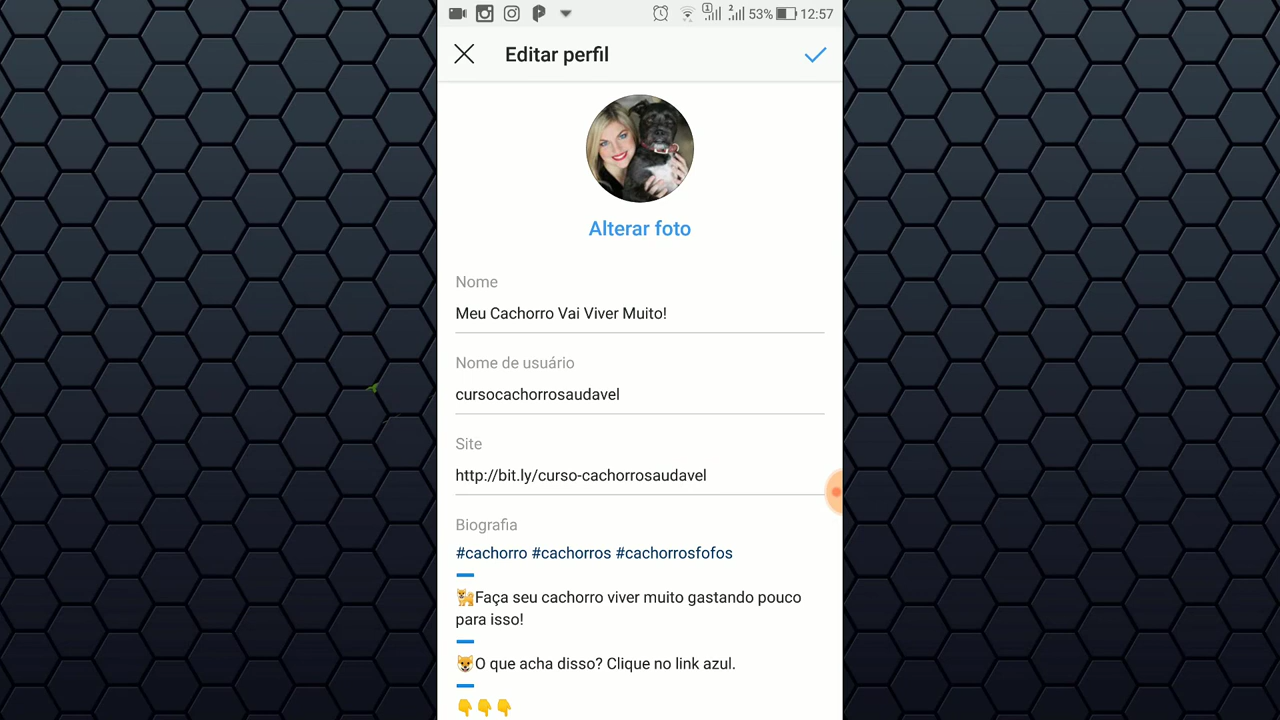 53% 12:57
Editar perfil
Alterar foto
Nome
Meu Cachorro Vai Viver Muito!
Nome de usuário
cursocachorrosaudavel
Site
http://bit.ly/curso-cachorrosaudavel
Biografia
#cachorro #cachorros #cachorrosfofos
🐕Faça seu cachorro viver muito gastando pouco
para isso!
🐶O que acha disso? Clique no link azul.
👇👇👇